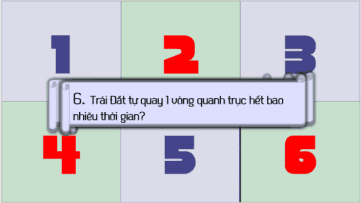 1 2 3
6. Trái Đất tự quay 1 vòng quanh trục hết bao
nhiêu thời gian?
4 5 6